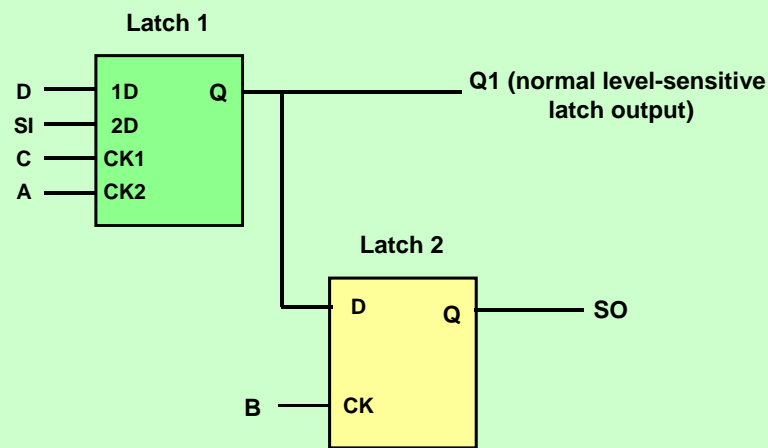 Latch 1
D
SI
C
A
1D
2D
CK1
CK2
Q
Q1 (normal level-sensitive
latch output)
Latch 2
D
Q
SO
B
CK